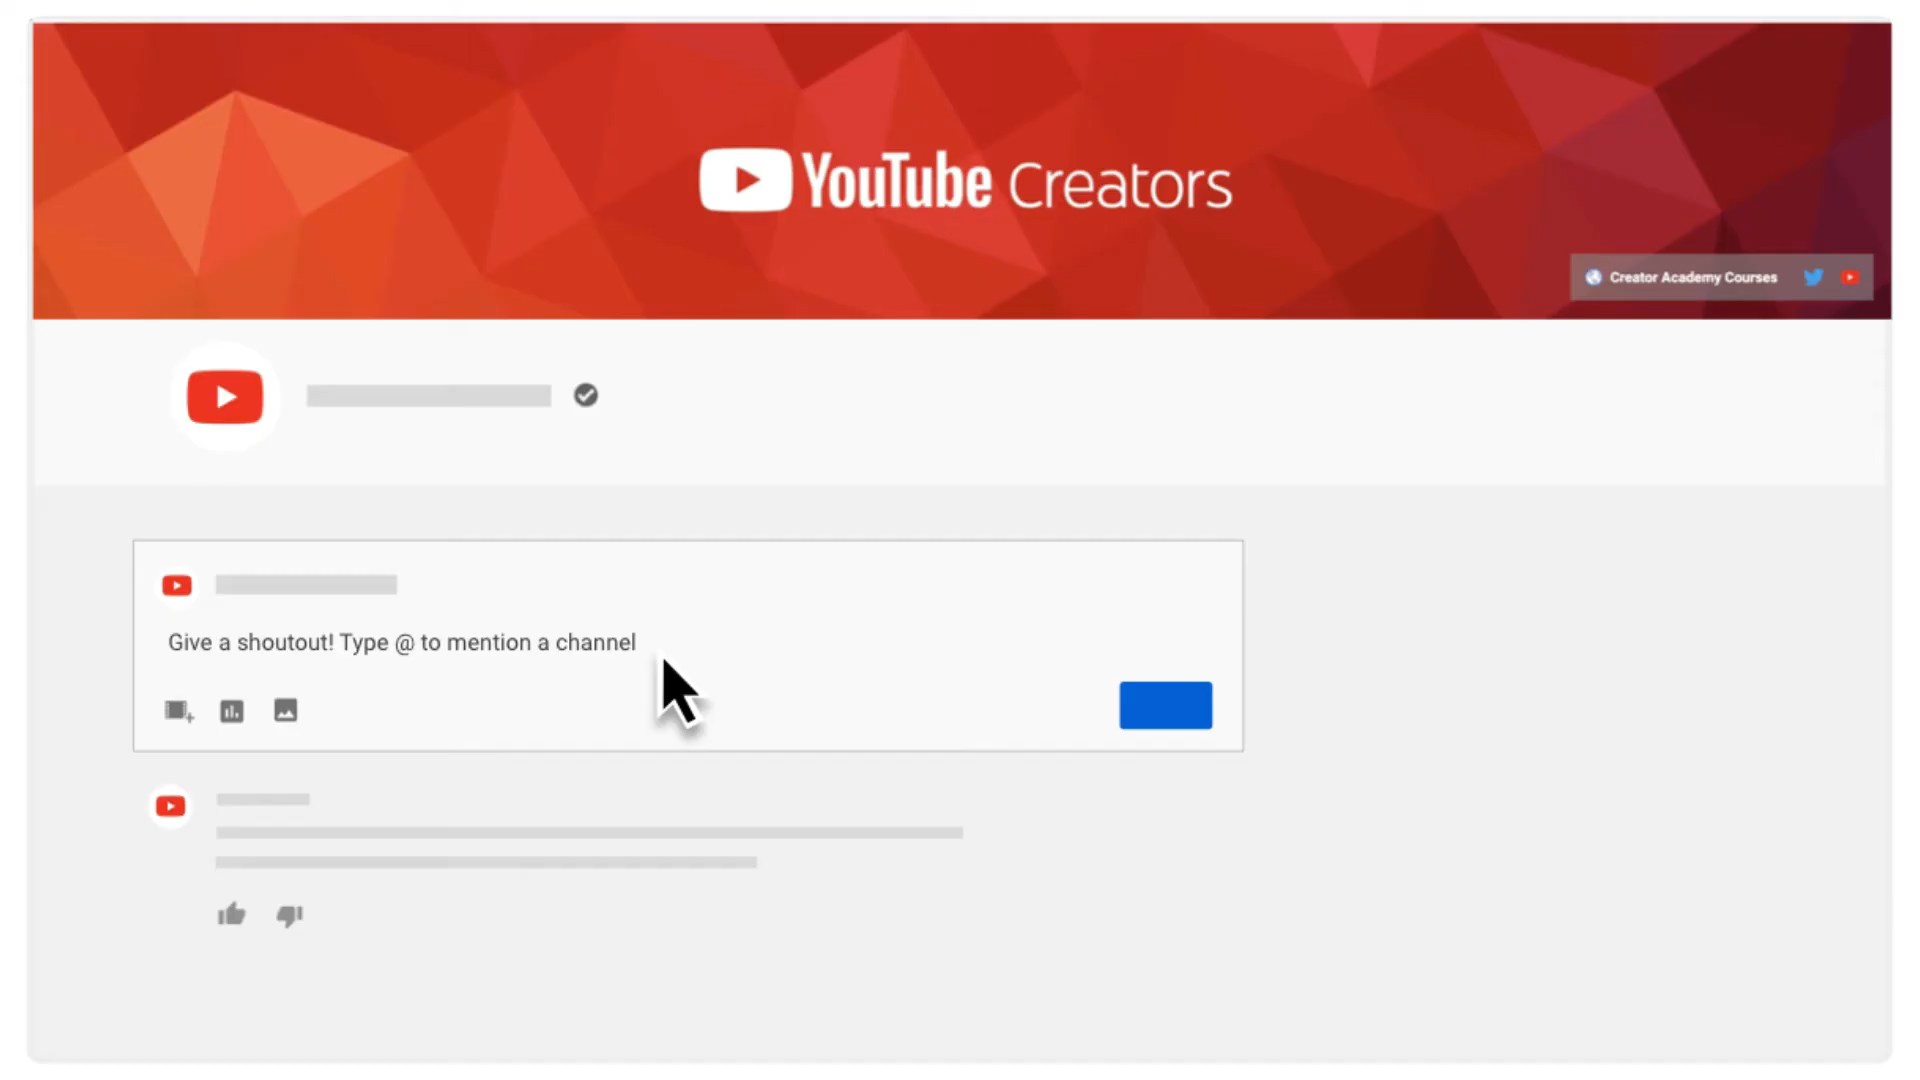 YouTube Creators
Creator Academy Courses
Give a shoutout! Type @ to mention a channel